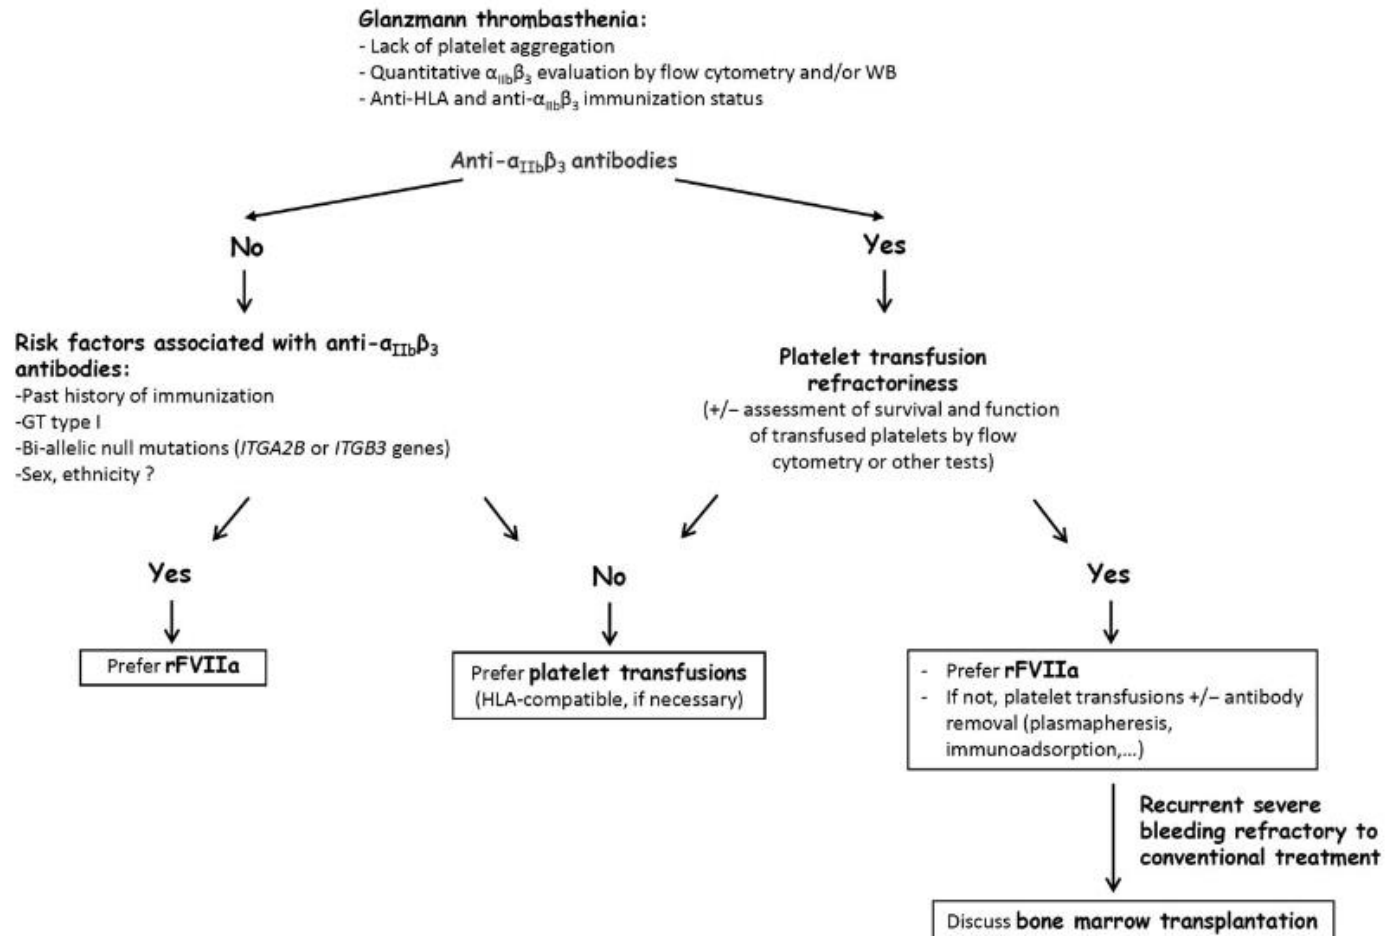 Glanzmann thrombasthenia:
- Lack of platelet aggregation
- Quantitative αIIbβ3 evaluation by flow cytometry and/or WB
- Anti-HLA and anti-αIIbβ3 immunization status
Anti-αIIbβ3 antibodies
No
Yes
Risk factors associated with anti-αIIbβ3
antibodies:
-Past history of immunization
-GT type I
-Bi-allelic null mutations (ITGA2B or ITGB3 genes)
-Sex, ethnicity ?
Platelet transfusion
refractoriness
(+/– assessment of survival and function
of transfused platelets by flow
cytometry or other tests)
Yes
No
Yes
Prefer rFVIIa
Prefer platelet transfusions
(HLA-compatible, if necessary)
- Prefer rFVIIa
- If not, platelet transfusions +/– antibody
removal (plasmapheresis,
immunoadsorption,...)
Recurrent severe
bleeding refractory to
conventional treatment
Discuss bone marrow transplantation